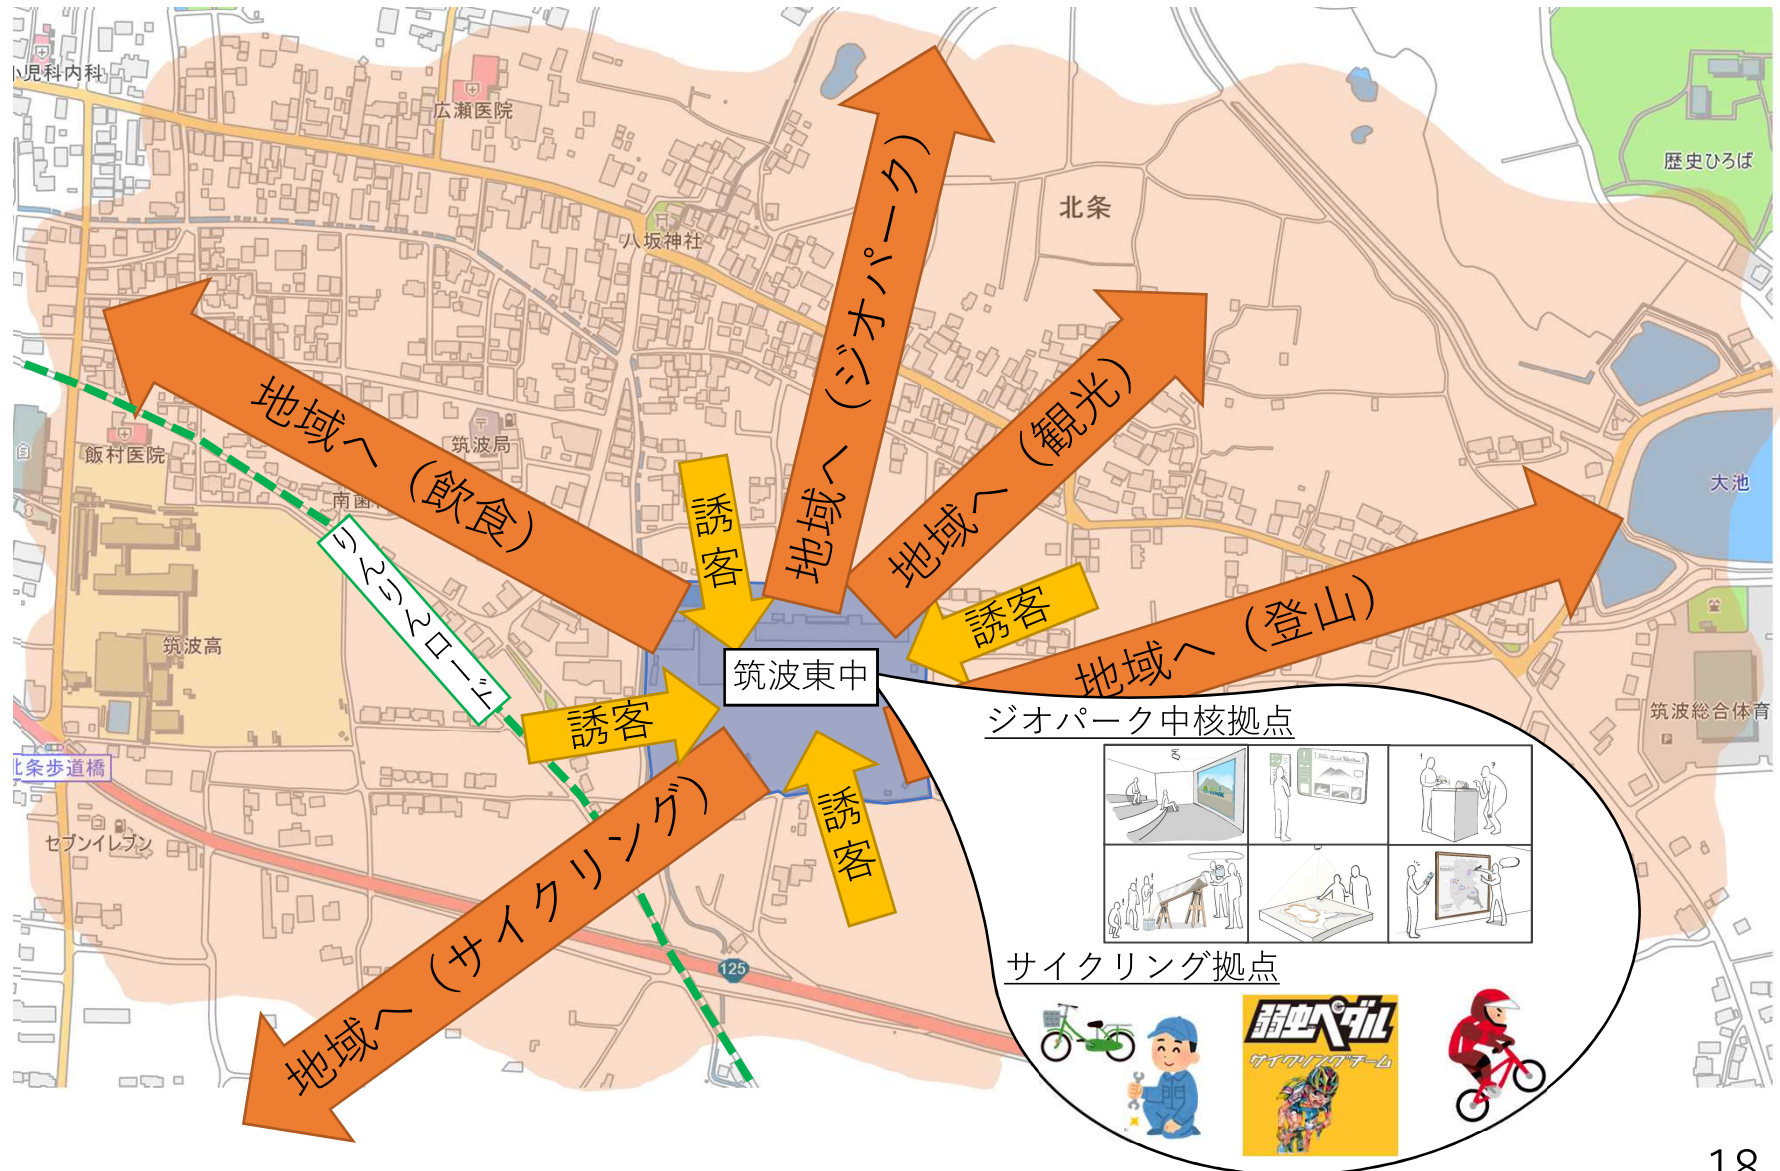 小児科内科
広瀬医院
歴史ひろば
北条
八坂神社
地域へ（ジオパーク）
地域へ（観光）
地域へ（飲食）
地域へ（登山）
地域へ（サイクリング）
飯村医院
筑波局
南歯
大池
りんりんロード
誘客
誘客
誘客
誘客
筑波高
筑波東中
筑波総合体育
北条歩道橋
セブンイレブン
125
ジオパーク中核拠点
サイクリング拠点
弱虫ペダル
サイクリングチーム
18